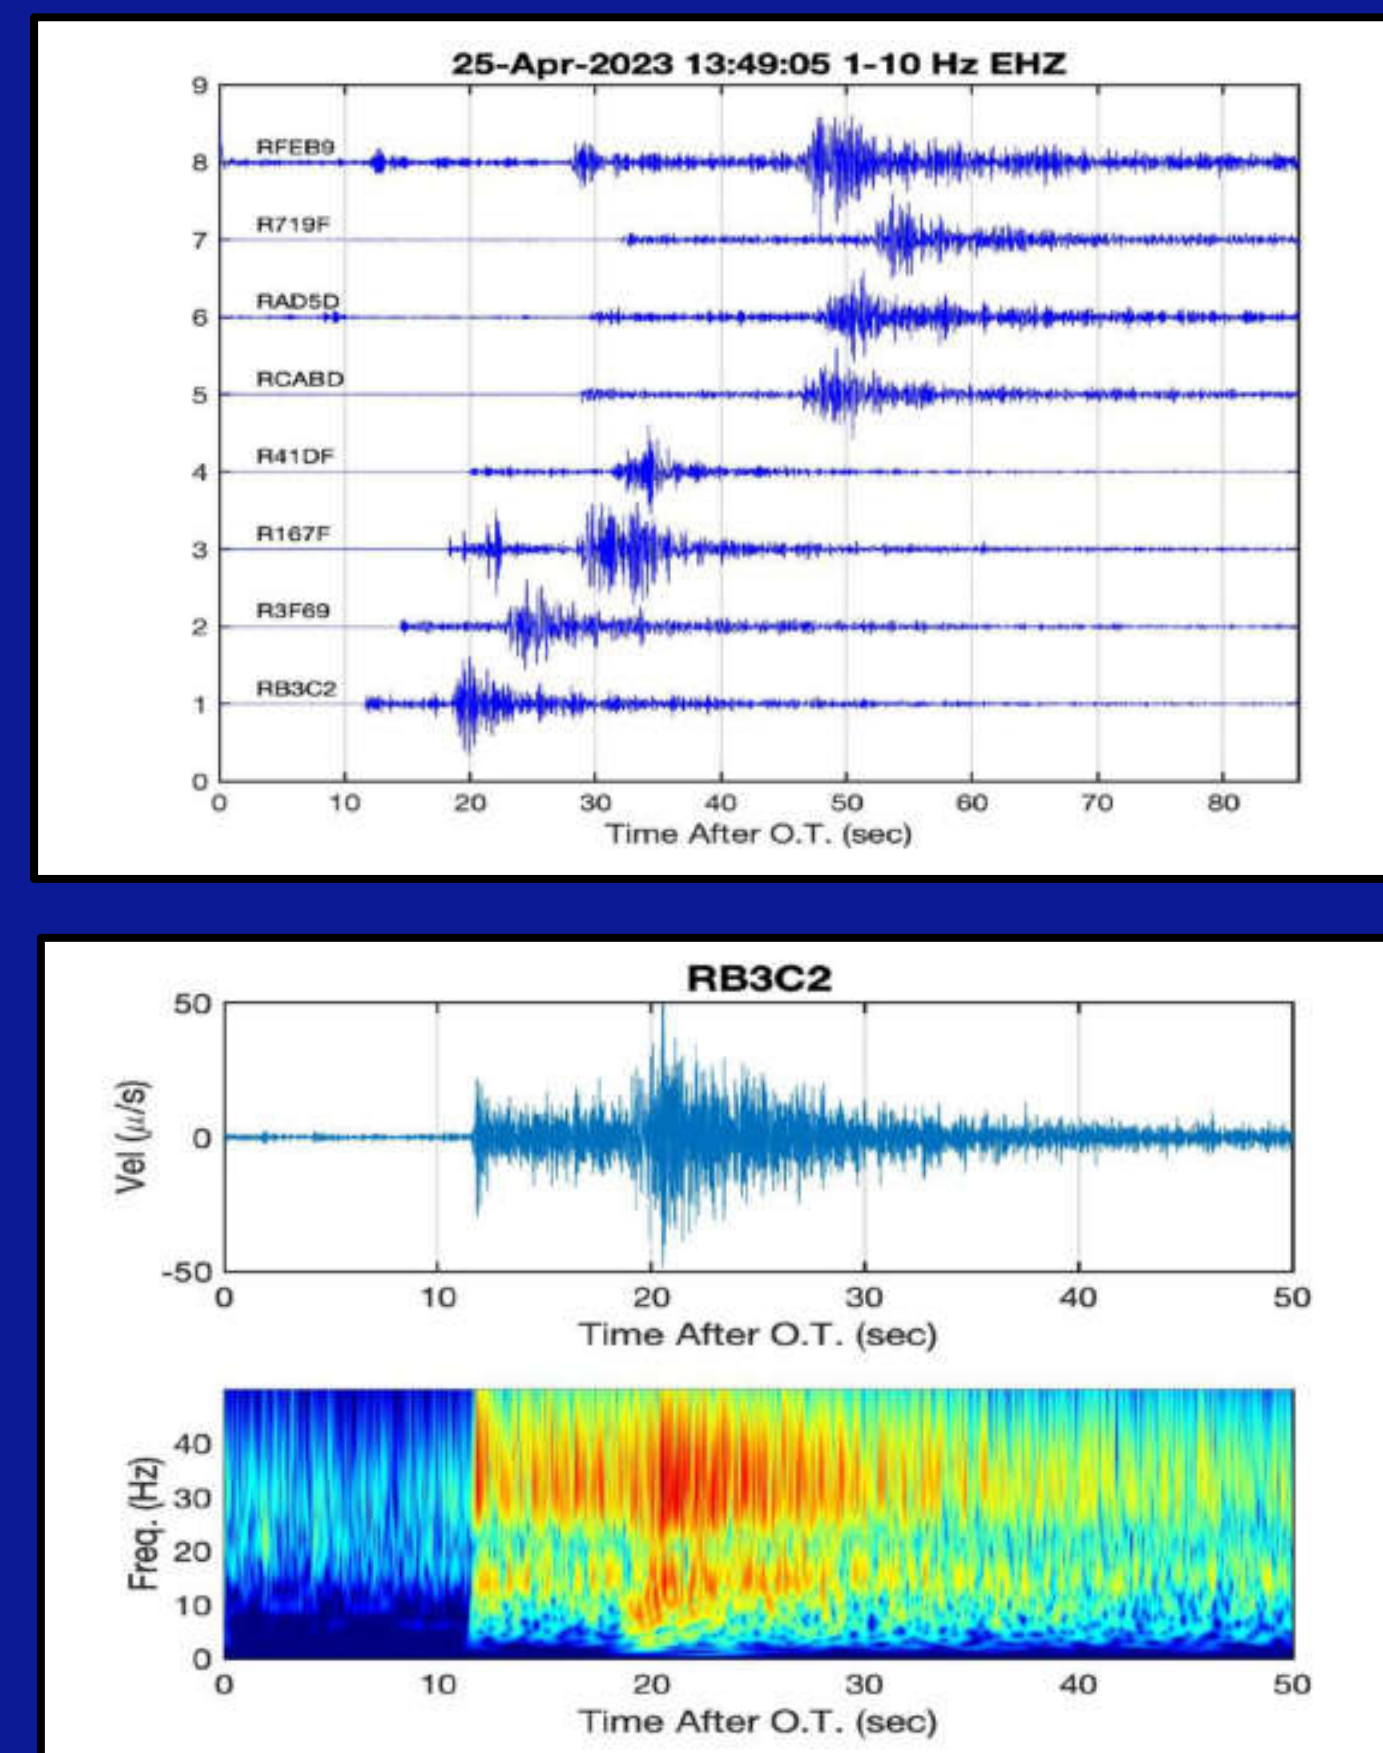 25-Apr-2023 13:49:05 1-10 Hz EHZ
9
RFEB9
8
R719F
7
RAD5D
6
RCABD
5
R41DF
4
R167F
3
R3F69
2
RB3C2
1
0
0 10 20 30 40 50 60 70 80
Time After O.T. (sec)
RB3C2
50
0
-50
Vel (μ/s)
0 10 20 30 40 50
Time After O.T. (sec)
40
30
20
10
0
Freq. (Hz)
0 10 20 30 40 50
Time After O.T. (sec)